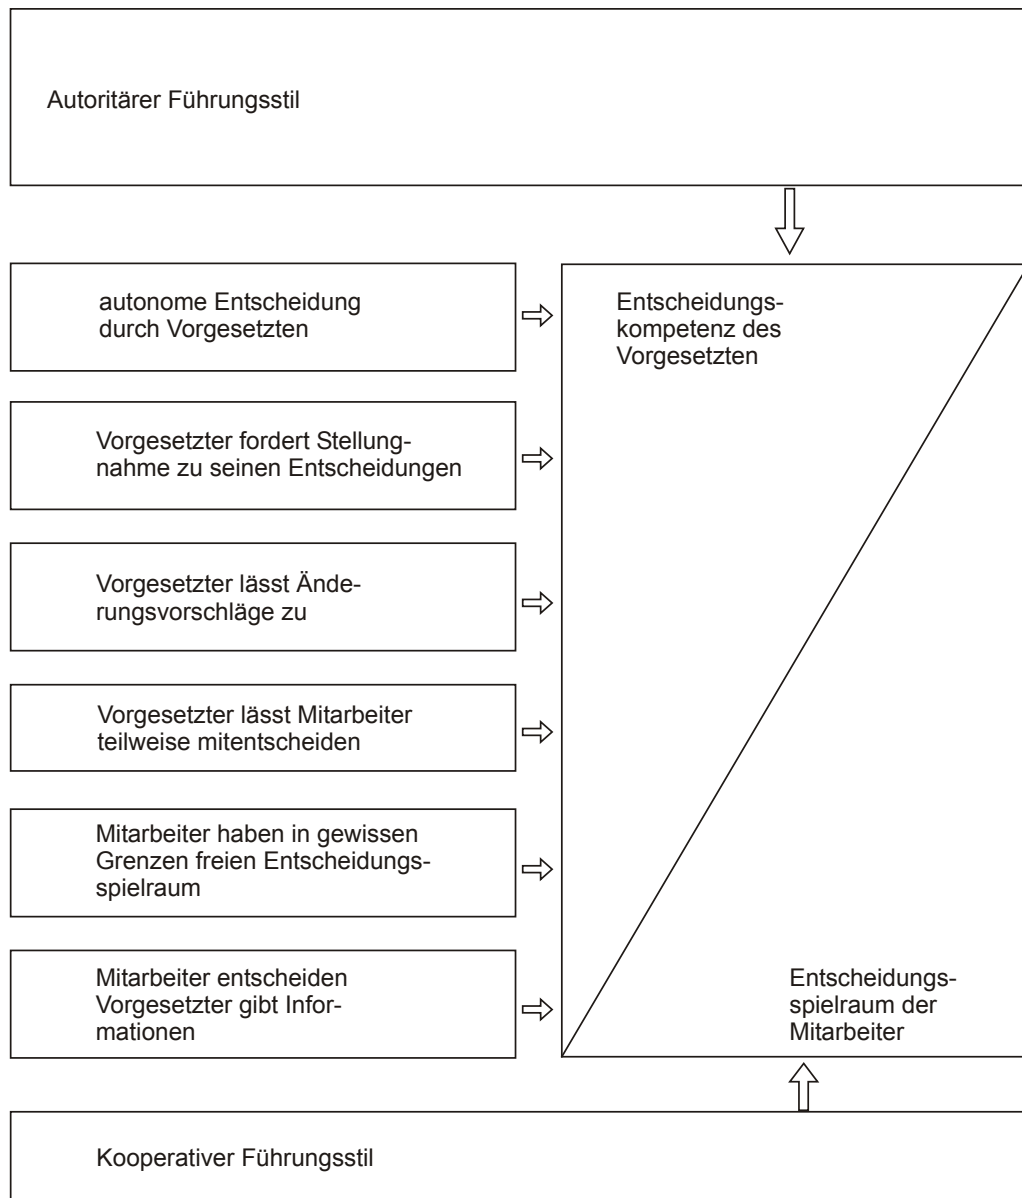 Autoritärer Führungsstil
autonome Entscheidung
durch Vorgesetzten
Entscheidungs-
kompetenz des
Vorgesetzten
Vorgesetzter fordert Stellung-
nahme zu seinen Entscheidungen
Vorgesetzter lässt Ände-
rungsvorschläge zu
Vorgesetzter lässt Mitarbeiter
teilweise mitentscheiden
Mitarbeiter haben in gewissen
Grenzen freien Entscheidungs-
spielraum
Mitarbeiter entscheiden
Vorgesetzter gibt Infor-
mationen
Entscheidungs-
spielraum der
Mitarbeiter
Kooperativer Führungsstil